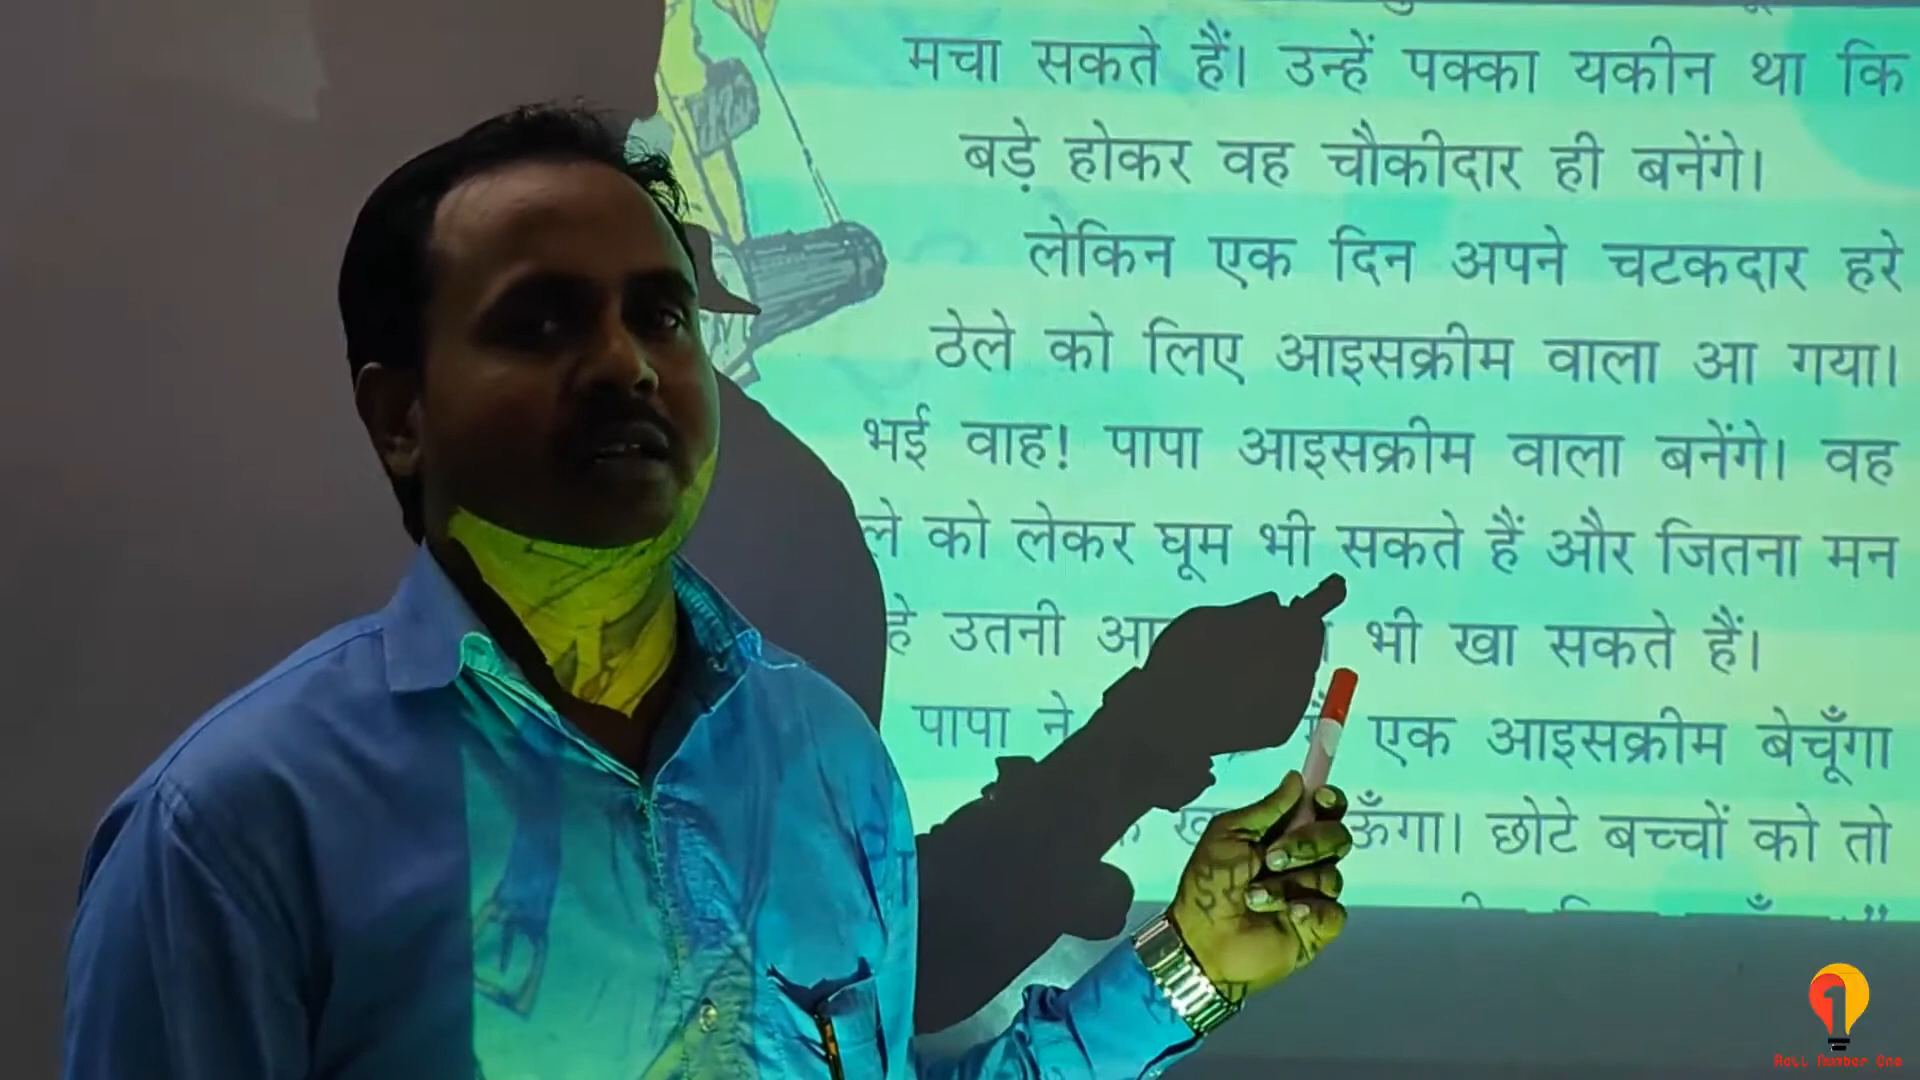 मचा सकते हैं। उन्हें पक्का यकीन था कि
बड़े होकर वह चौकीदार ही बनेंगे।
लेकिन एक दिन अपने चटकदार हरे
ठेले को लिए आइसक्रीम वाला आ गया।
भई वाह! पापा आइसक्रीम वाला बनेंगे। वह
ले को लेकर घूम भी सकते हैं और जितना मन
हे उतनी भी खा सकते हैं।
पापा ने एक आइसक्रीम बेचूँगा
ऊँगा। छोटे बच्चों को तो
Roll Number One